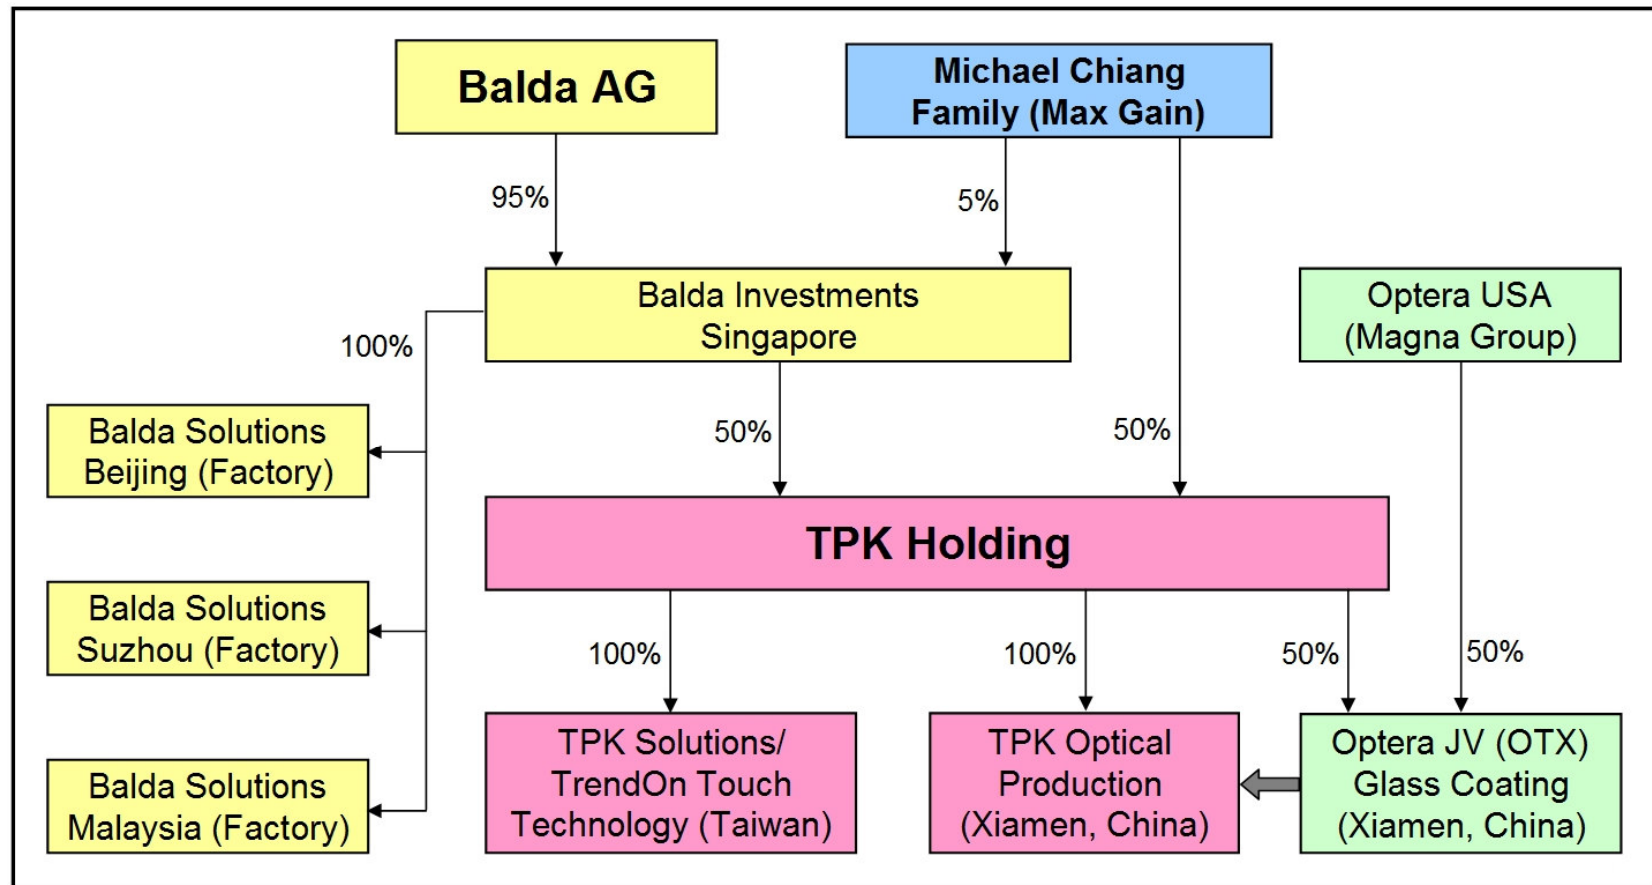 Balda AG
Michael Chiang
Family (Max Gain)
95%
5%
Balda Investments
Singapore
Optera USA
(Magna Group)
100%
50%
50%
Balda Solutions
Beijing (Factory)
TPK Holding
Balda Solutions
Suzhou (Factory)
100%
100%
50%
50%
TPK Solutions/
TrendOn Touch
Technology (Taiwan)
TPK Optical
Production
(Xiamen, China)
Optera JV (OTX)
Glass Coating
(Xiamen, China)
Balda Solutions
Malaysia (Factory)